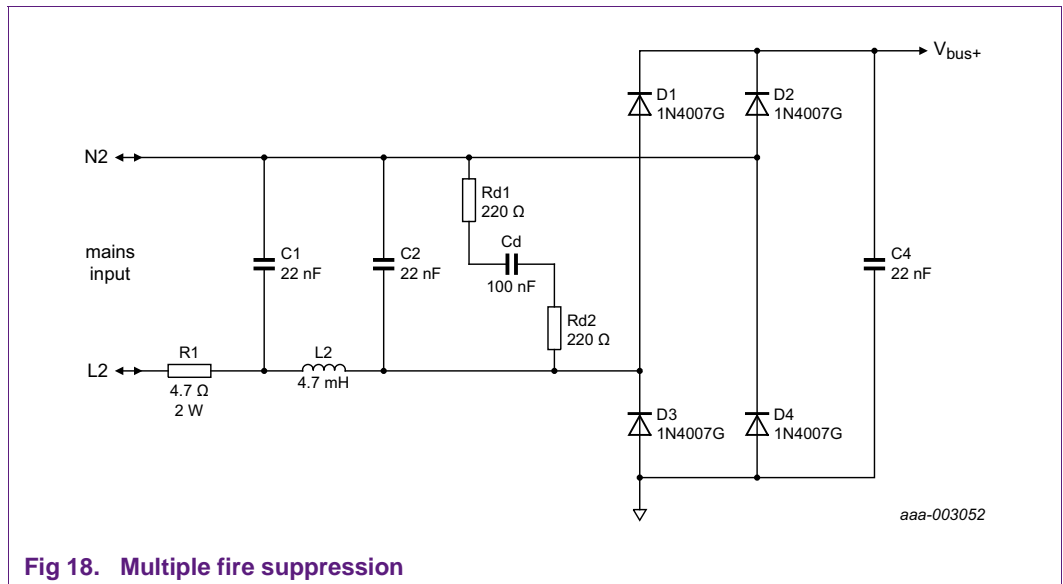 Vbus+
D1
1N4007G
D2
1N4007G
N2
Rd1
220 Ω
mains
input
C1
22 nF
C2
22 nF
Cd
100 nF
C4
22 nF
Rd2
220 Ω
R1
L2
L2
4.7 Ω
2 W
4.7 mH
D3
1N4007G
D4
1N4007G
aaa-003052
Fig 18. Multiple fire suppression